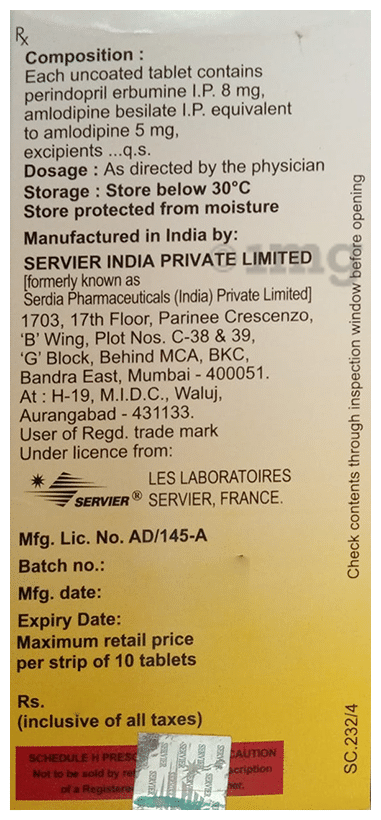 Rx
Composition :
Each uncoated tablet contains
perindopril erbumine I.P. 8 mg,
amlodipine besilate I.P. equivalent
to amlodipine 5 mg,
excipients ...q.s.
Dosage : As directed by the physician
Storage : Store below 30°C
Store protected from moisture
Manufactured in India by:
SERVIER INDIA PRIVATE LIMITED
[formerly known as
Serdia Pharmaceuticals (India) Private Limited]
1703, 17th Floor, Parinee Crescenzo,
'B' Wing, Plot Nos. C-38 & 39,
'G' Block, Behind MCA, BKC,
Bandra East, Mumbai - 400051.
At : H-19, M.I.D.C., Waluj,
Aurangabad - 431133.
User of Regd. trade mark
Under licence from:
SERVIER ® LES LABORATOIRES
SERVIER, FRANCE.
Mfg. Lic. No. AD/145-A
Batch no.:
Mfg. date:
Expiry Date:
Maximum retail price
per strip of 10 tablets
Rs.
(inclusive of all taxes)
SCHEDULE H CAUTION
Not to be sold by
of a
Check contents through inspection window before opening
SC.232/4
1mg
SERVIER